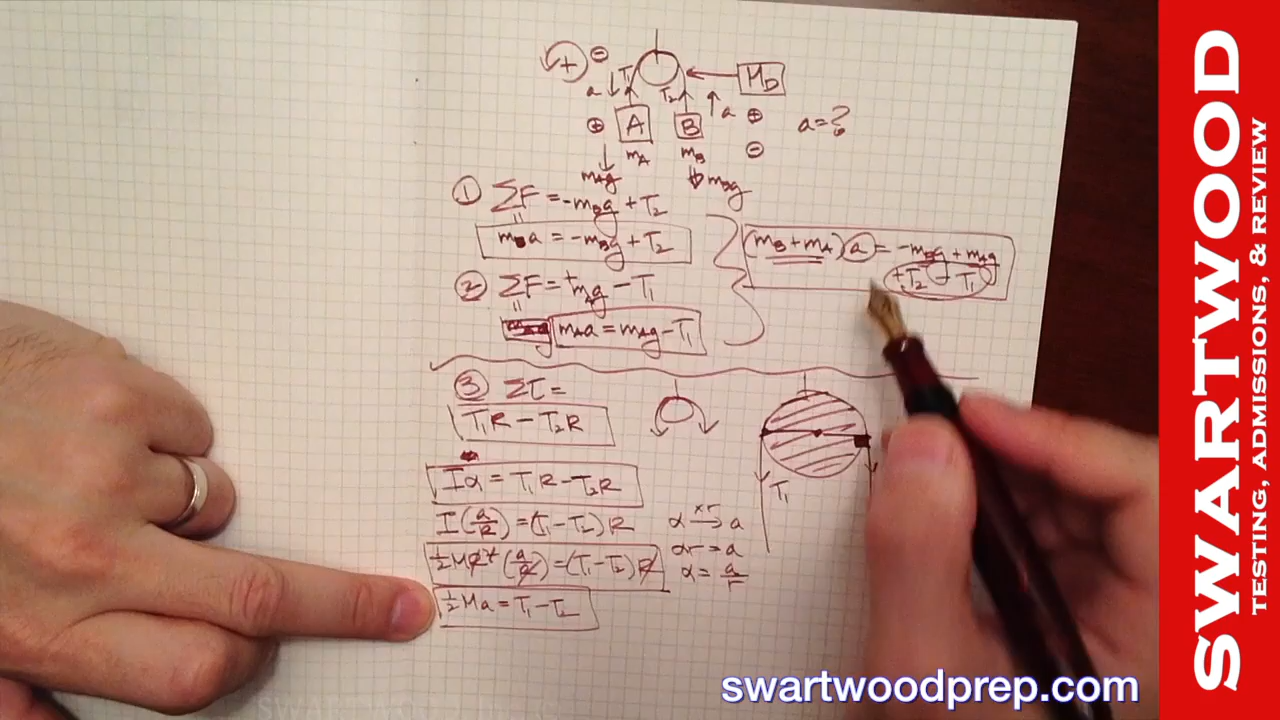 + ⊖
T₁ T₂ M_D
a a ⊕ a=?
⊕ A B ⊖
m_A m_B
m_Ag m_Bg
① ΣF = -m_Bg + T₂
a = -m_Bg + T₂
(m_B + m_A) a = -m_Bg + m_Ag
+T₂ - T₁
② ΣF = +m_Ag - T₁
m_Aa = m_Ag - T₁
③ Στ =
T₁R - T₂R
T₁
Iα = T₁R - T₂R
I(a/R) = (T₁ - T₂)R
α →xr a
αr = a
α = a/r
½MR²(a/R) = (T₁ - T₂)R
½Ma = T₁ - T₂
SWARTWOOD
TESTING, ADMISSIONS, & REVIEW
swartwoodprep.com